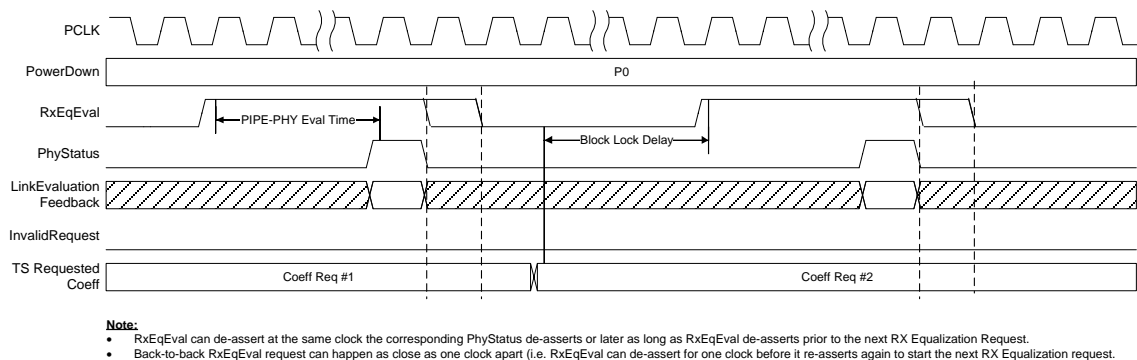 PCLK
PowerDown
P0
RxEqEval
PIPE-PHY Eval Time
Block Lock Delay
PhyStatus
LinkEvaluation
Feedback
InvalidRequest
TS Requested
Coeff
Coeff Req #1
Coeff Req #2
Note:
• RxEqEval can de-assert at the same clock the corresponding PhyStatus de-asserts or later as long as RxEqEval de-asserts prior to the next RX Equalization Request.
• Back-to-back RxEqEval request can happen as close as one clock apart (i.e. RxEqEval can de-assert for one clock before it re-asserts again to start the next RX Equalization request.